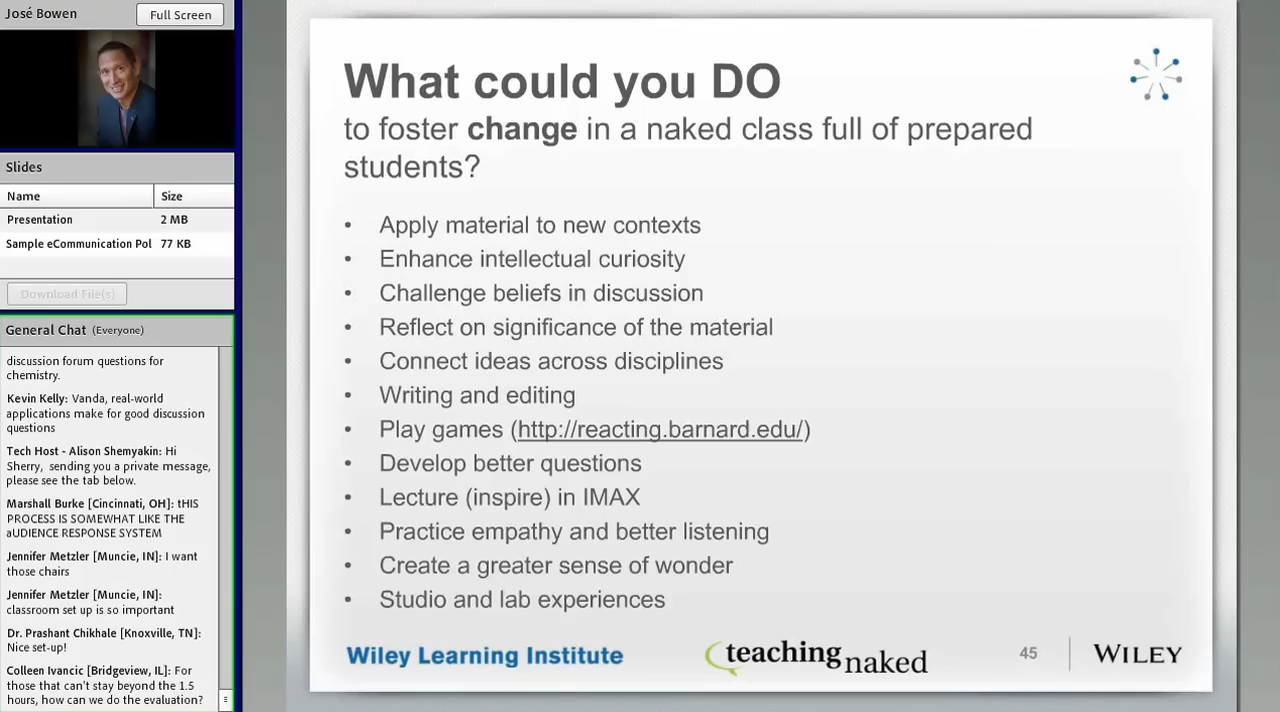 José Bowen
Full Screen
Slides
Name Size
Presentation 2 MB
Sample eCommunication Pol 77 KB
Download File(s)
General Chat (Everyone)
discussion forum questions for
chemistry.
Kevin Kelly: Vanda, real-world
applications make for good discussion
questions
Tech Host - Alison Shemyakin: Hi
Sherry, sending you a private message,
please see the tab below.
Marshall Burke [Cincinnati, OH]: tHIS
PROCESS IS SOMEWHAT LIKE THE
aUDIENCE RESPONSE SYSTEM
Jennifer Metzler [Muncie, IN]: I want
those chairs
Jennifer Metzler [Muncie, IN]:
classroom set up is so important
Dr. Prashant Chikhale [Knoxville, TN]:
Nice set-up!
Colleen Ivancic [Bridgeview, IL]: For
those that can't stay beyond the 1.5
hours, how can we do the evaluation?
What could you DO
to foster change in a naked class full of prepared
students?
• Apply material to new contexts
• Enhance intellectual curiosity
• Challenge beliefs in discussion
• Reflect on significance of the material
• Connect ideas across disciplines
• Writing and editing
• Play games (http://reacting.barnard.edu/)
• Develop better questions
• Lecture (inspire) in IMAX
• Practice empathy and better listening
• Create a greater sense of wonder
• Studio and lab experiences
Wiley Learning Institute
teaching naked
45
WILEY